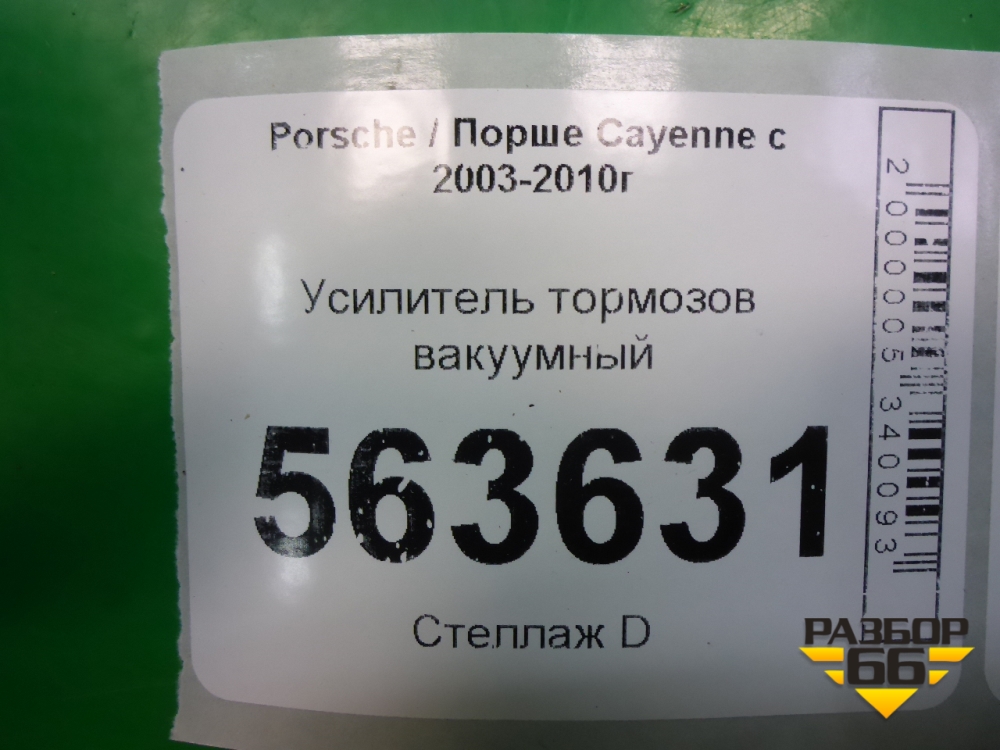 Porsche / Порше Cayenne с
2003-2010г
Усилитель тормозов
вакуумный
563631
Стеллаж D
2000005340093
РАЗБОР
66